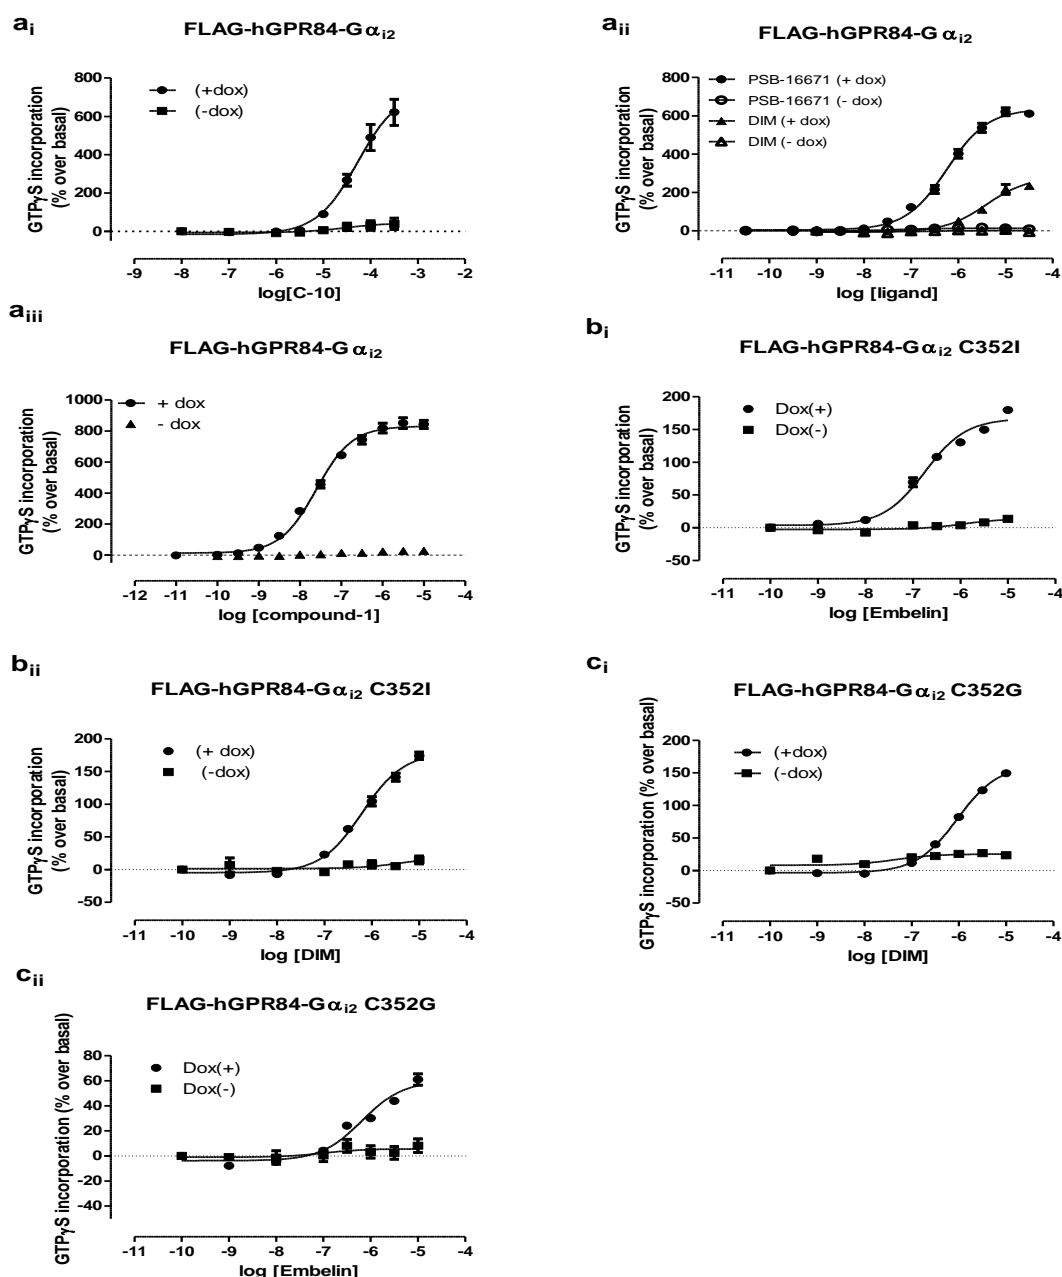 ai
FLAG-hGPR84-Gαi2
GTPγS incorporation
(% over basal)
800
600
400
200
0
(+dox)
(-dox)
-9 -8 -7 -6 -5 -4 -3 -2
log[C-10]
aii
FLAG-hGPR84-Gαi2
GTPγS incorporation
(% over basal)
800
600
400
200
0
PSB-16671 (+ dox)
PSB-16671 (- dox)
DIM (+ dox)
DIM (- dox)
-11 -10 -9 -8 -7 -6 -5 -4
log [ligand]
aiii
FLAG-hGPR84-Gαi2
GTPγS incorporation
(% over basal)
1000
800
600
400
200
0
+ dox
- dox
-12 -11 -10 -9 -8 -7 -6 -5 -4
log [compound-1]
bi
FLAG-hGPR84-Gαi2 C352I
GTPγS incorporation
(% over basal)
200
150
100
50
0
-50
Dox(+)
Dox(-)
-11 -10 -9 -8 -7 -6 -5 -4
log [Embelin]
bii
FLAG-hGPR84-Gαi2 C352I
GTPγS incorporation
(% over basal)
200
150
100
50
0
-50
(+ dox)
(-dox)
-11 -10 -9 -8 -7 -6 -5 -4
log [DIM]
ci
FLAG-hGPR84-Gαi2 C352G
GTPγS incorporation (% over basal)
200
150
100
50
0
-50
(+dox)
(-dox)
-11 -10 -9 -8 -7 -6 -5 -4
log [DIM]
cii
FLAG-hGPR84-Gαi2 C352G
GTPγS incorporation (% over basal)
80
60
40
20
0
-20
-40
Dox(+)
Dox(-)
-11 -10 -9 -8 -7 -6 -5 -4
log [Embelin]